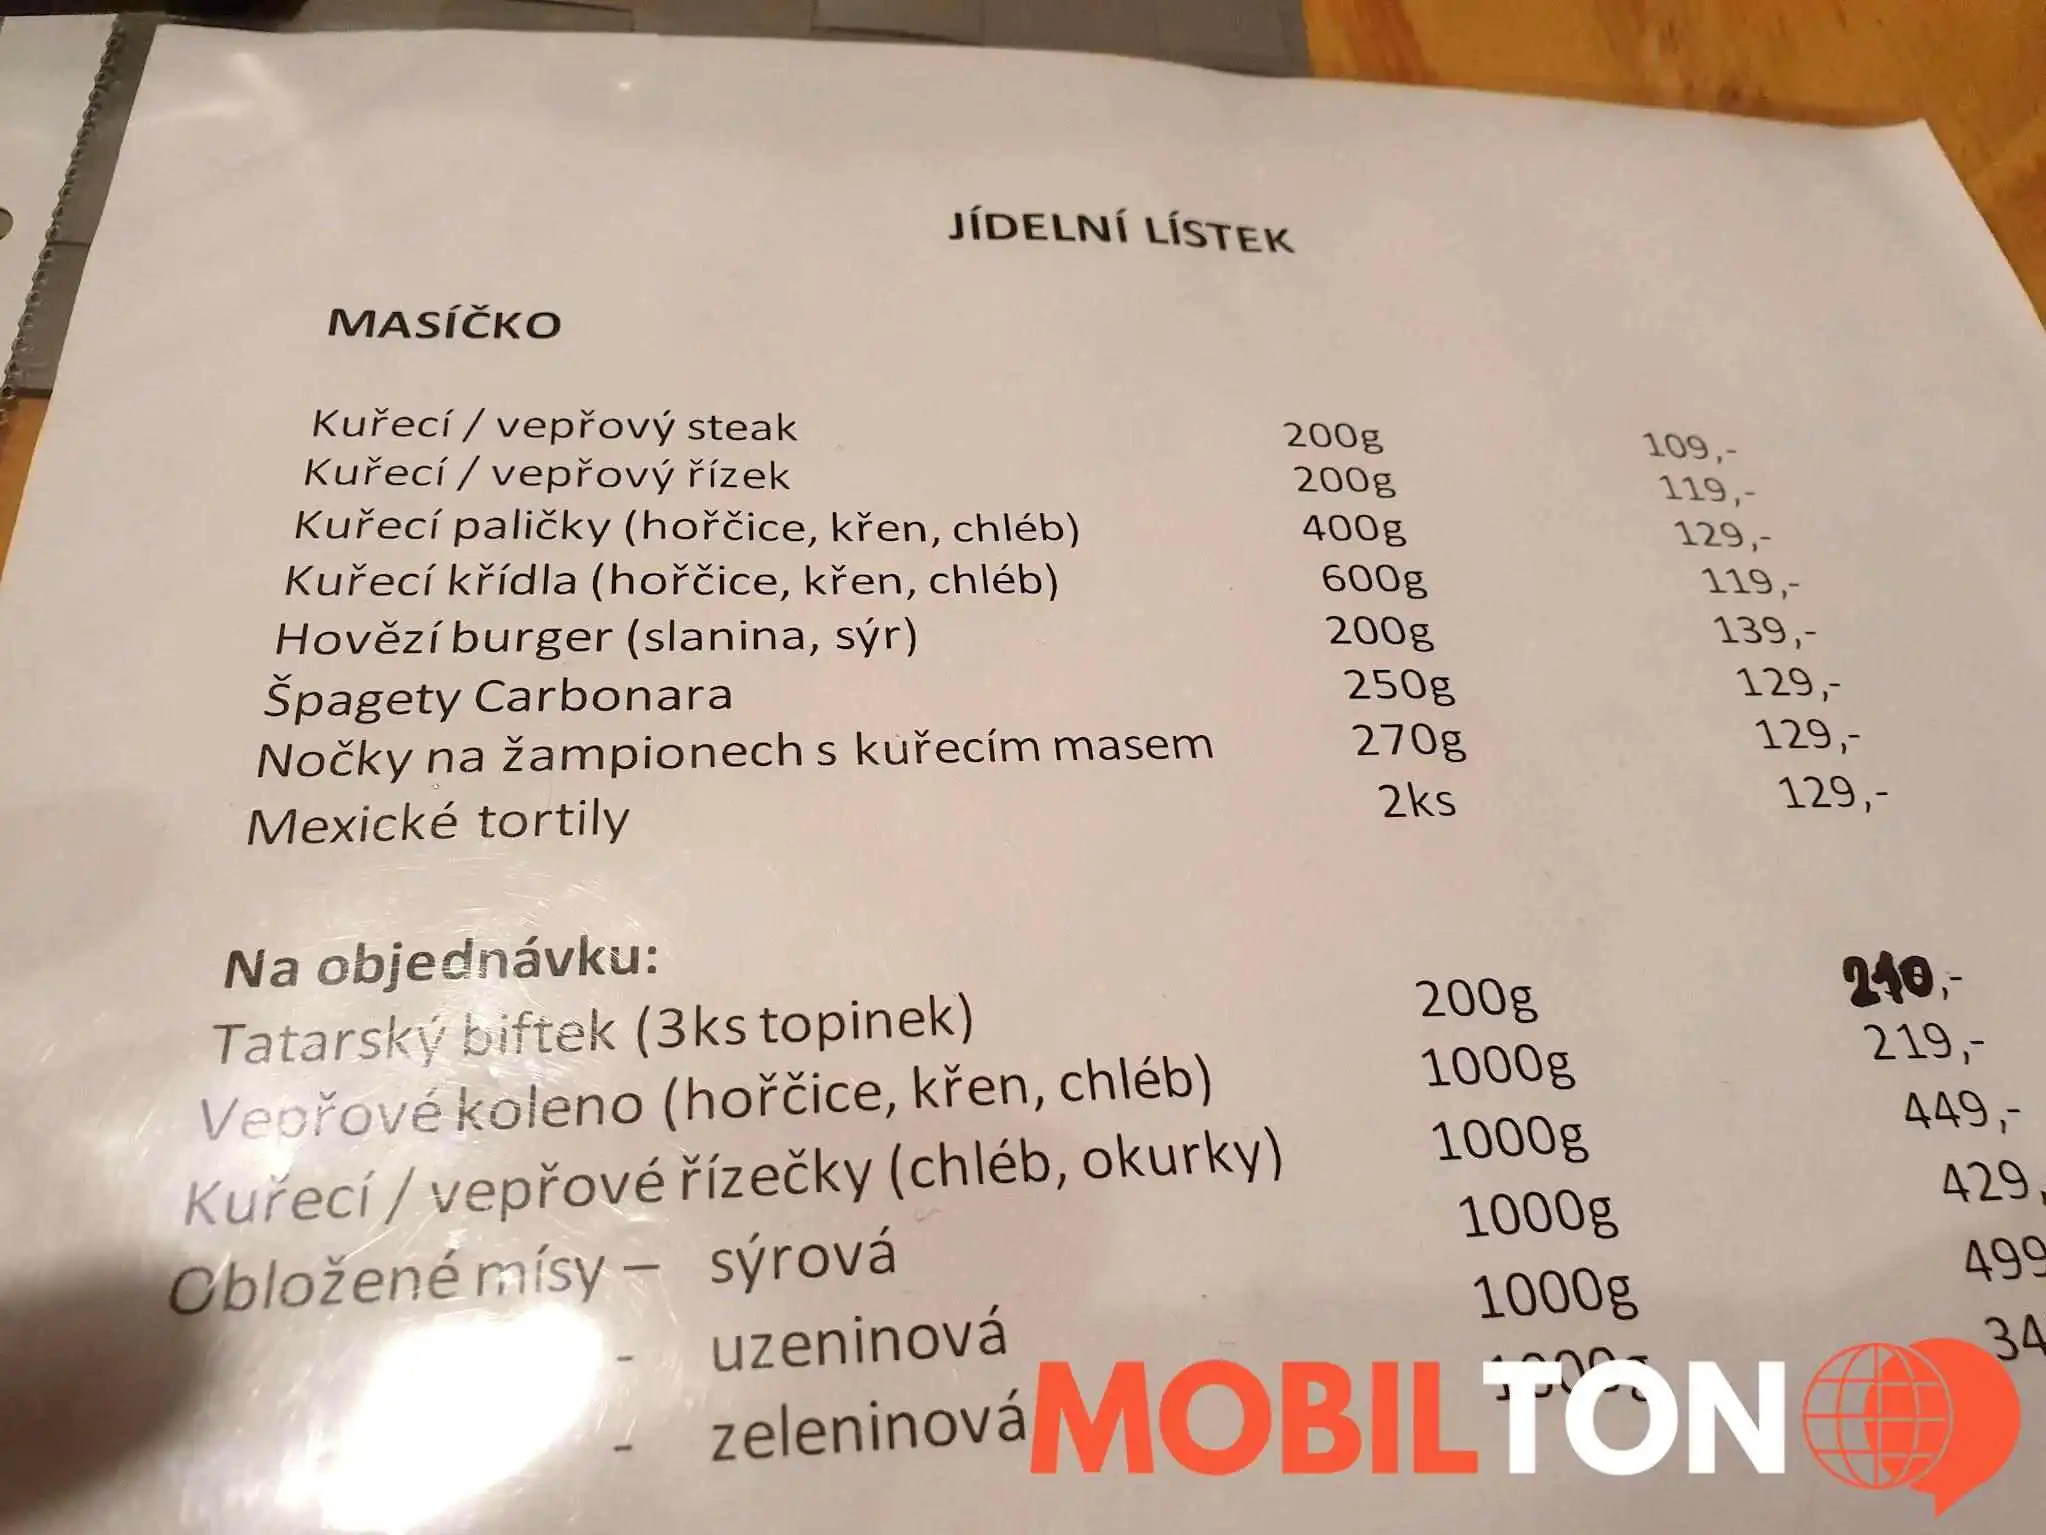 JÍDELNÍ LÍSTEK
MASÍČKO
Kuřecí / vepřový steak 200g 109,-
Kuřecí / vepřový řízek 200g 119,-
Kuřecí paličky (hořčice, křen, chléb) 400g 129,-
Kuřecí křídla (hořčice, křen, chléb) 600g 119,-
Hovězí burger (slanina, sýr) 200g 139,-
Špagety Carbonara 250g 129,-
Nočky na žampionech s kuřecím masem 270g 129,-
Mexické tortily 2ks 129,-
Na objednávku:
Tatarský biftek (3ks topinek) 200g 210,-
Vepřové koleno (hořčice, křen, chléb) 1000g 219,-
Kuřecí / vepřové řízečky (chléb, okurky) 1000g 449,-
Obložené mísy – sýrová 1000g 429,
- uzeninová 1000g 499
- zeleninová 34
MOBILTON